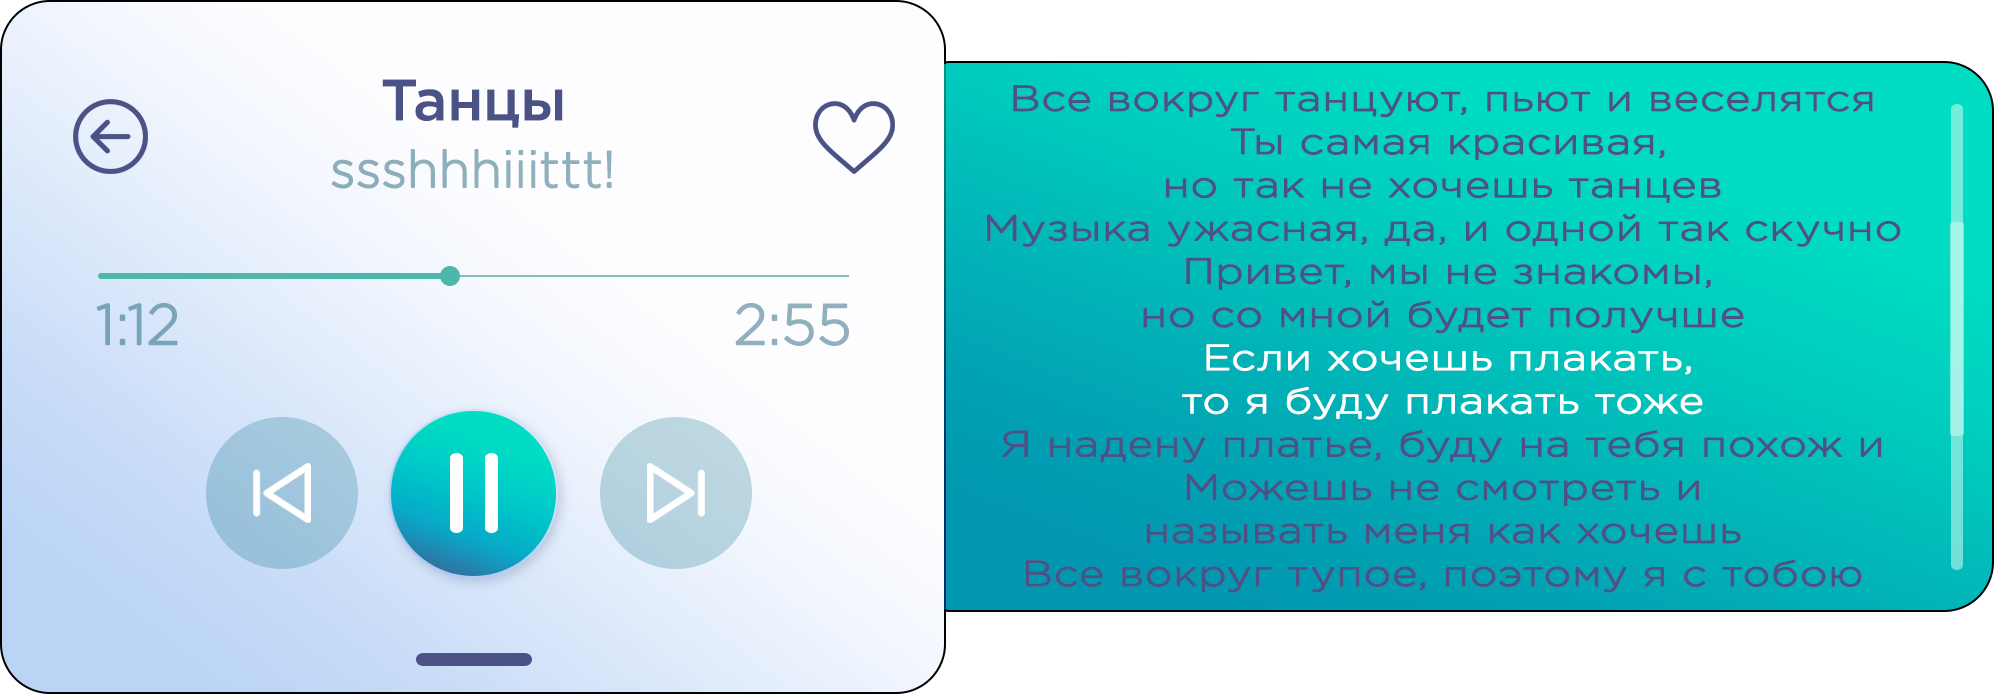 Танцы
ssshhhiiittt!
1:12
2:55
Все вокруг танцуют, пьют и веселятся
Ты самая красивая,
но так не хочешь танцев
Музыка ужасная, да, и одной так скучно
Привет, мы не знакомы,
но со мной будет получше
Если хочешь плакать,
то я буду плакать тоже
Я надену платье, буду на тебя похож и
Можешь не смотреть и
называть меня как хочешь
Все вокруг тупое, поэтому я с тобою